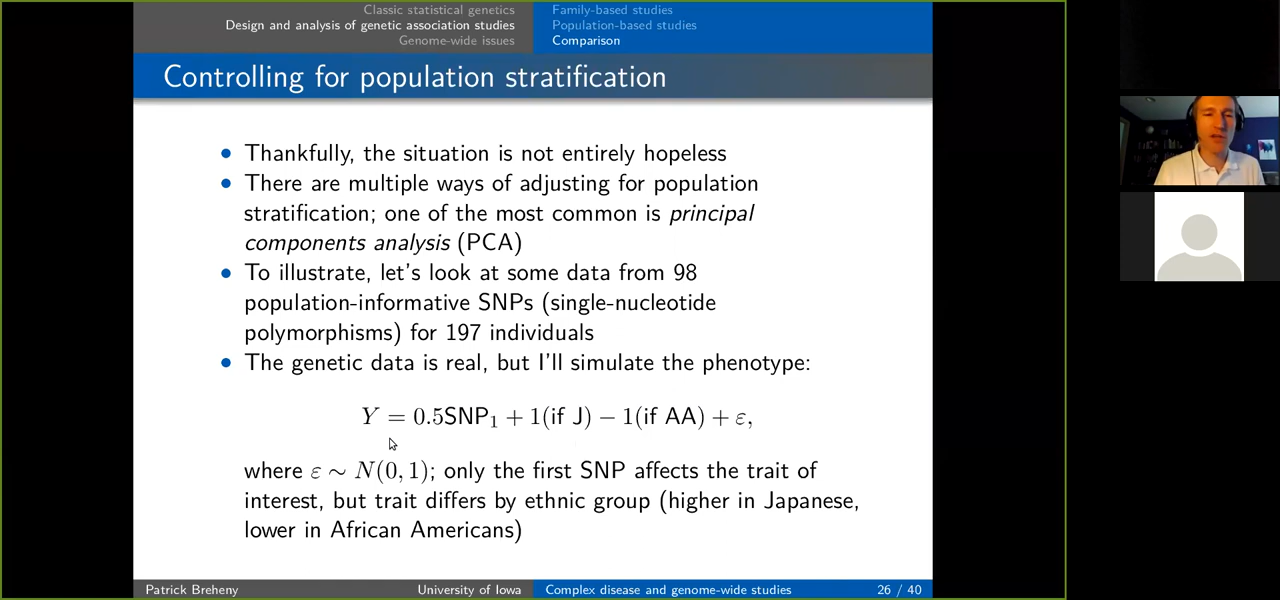 Classic statistical genetics
Design and analysis of genetic association studies
Genome-wide issues
Family-based studies
Population-based studies
Comparison
Controlling for population stratification
Thankfully, the situation is not entirely hopeless
There are multiple ways of adjusting for population
stratification; one of the most common is principal
components analysis (PCA)
To illustrate, let's look at some data from 98
population-informative SNPs (single-nucleotide
polymorphisms) for 197 individuals
The genetic data is real, but I'll simulate the phenotype:
Y = 0.5SNP₁ + 1(if J) − 1(if AA) + ε,
where ε ∼ N(0, 1); only the first SNP affects the trait of
interest, but trait differs by ethnic group (higher in Japanese,
lower in African Americans)
Patrick Breheny University of Iowa Complex disease and genome-wide studies 26 / 40